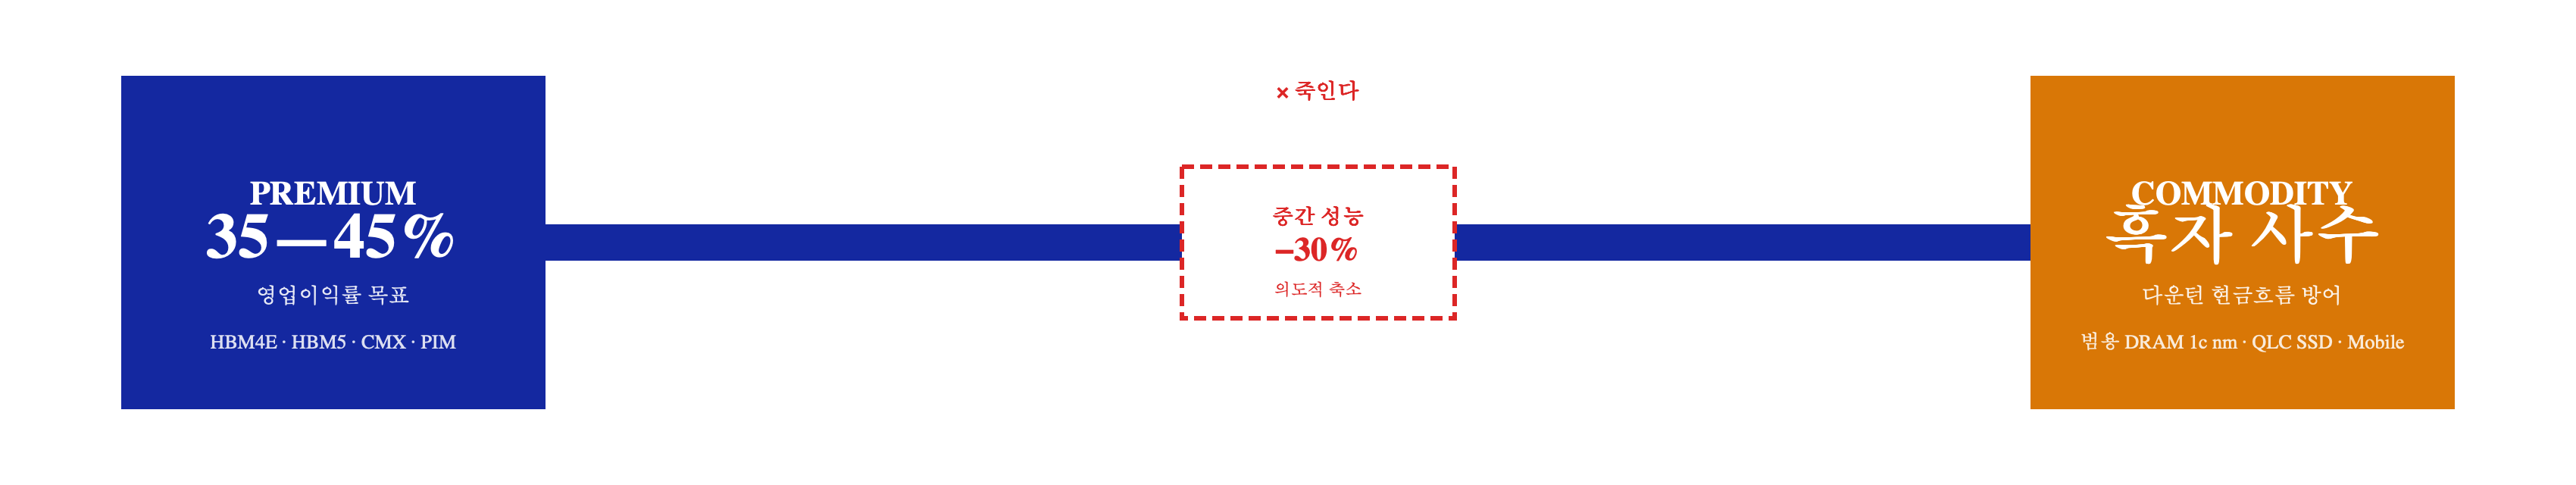 PREMIUM
35—45%
영업이익률 목표
HBM4E · HBM5 · CMX · PIM
× 죽인다
중간 성능
–30%
의도적 축소
COMMODITY
흑자 사수
다운턴 현금흐름 방어
범용 DRAM 1c nm · QLC SSD · Mobile